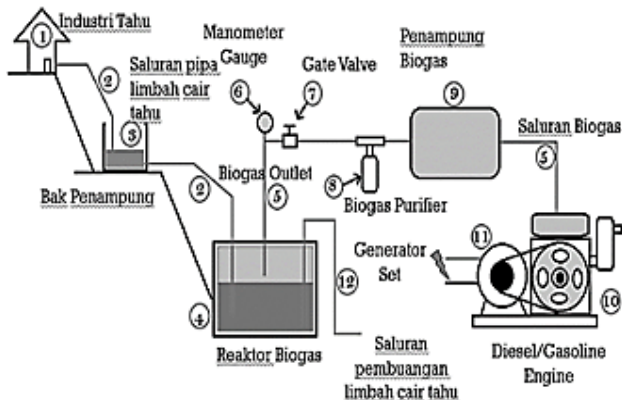 Industri Tahu
1
2
Saluran pipa
limbah cair
tahu
3
Bak Penampung
2
Manometer
Gauge
6
Gate Valve
7
Biogas Outlet
5
8
Biogas Purifier
Penampung
Biogas
9
Saluran Biogas
5
Generator
Set
11
10
Diesel/Gasoline
Engine
4
Reaktor Biogas
12
Saluran
pembuangan
limbah cair tahu